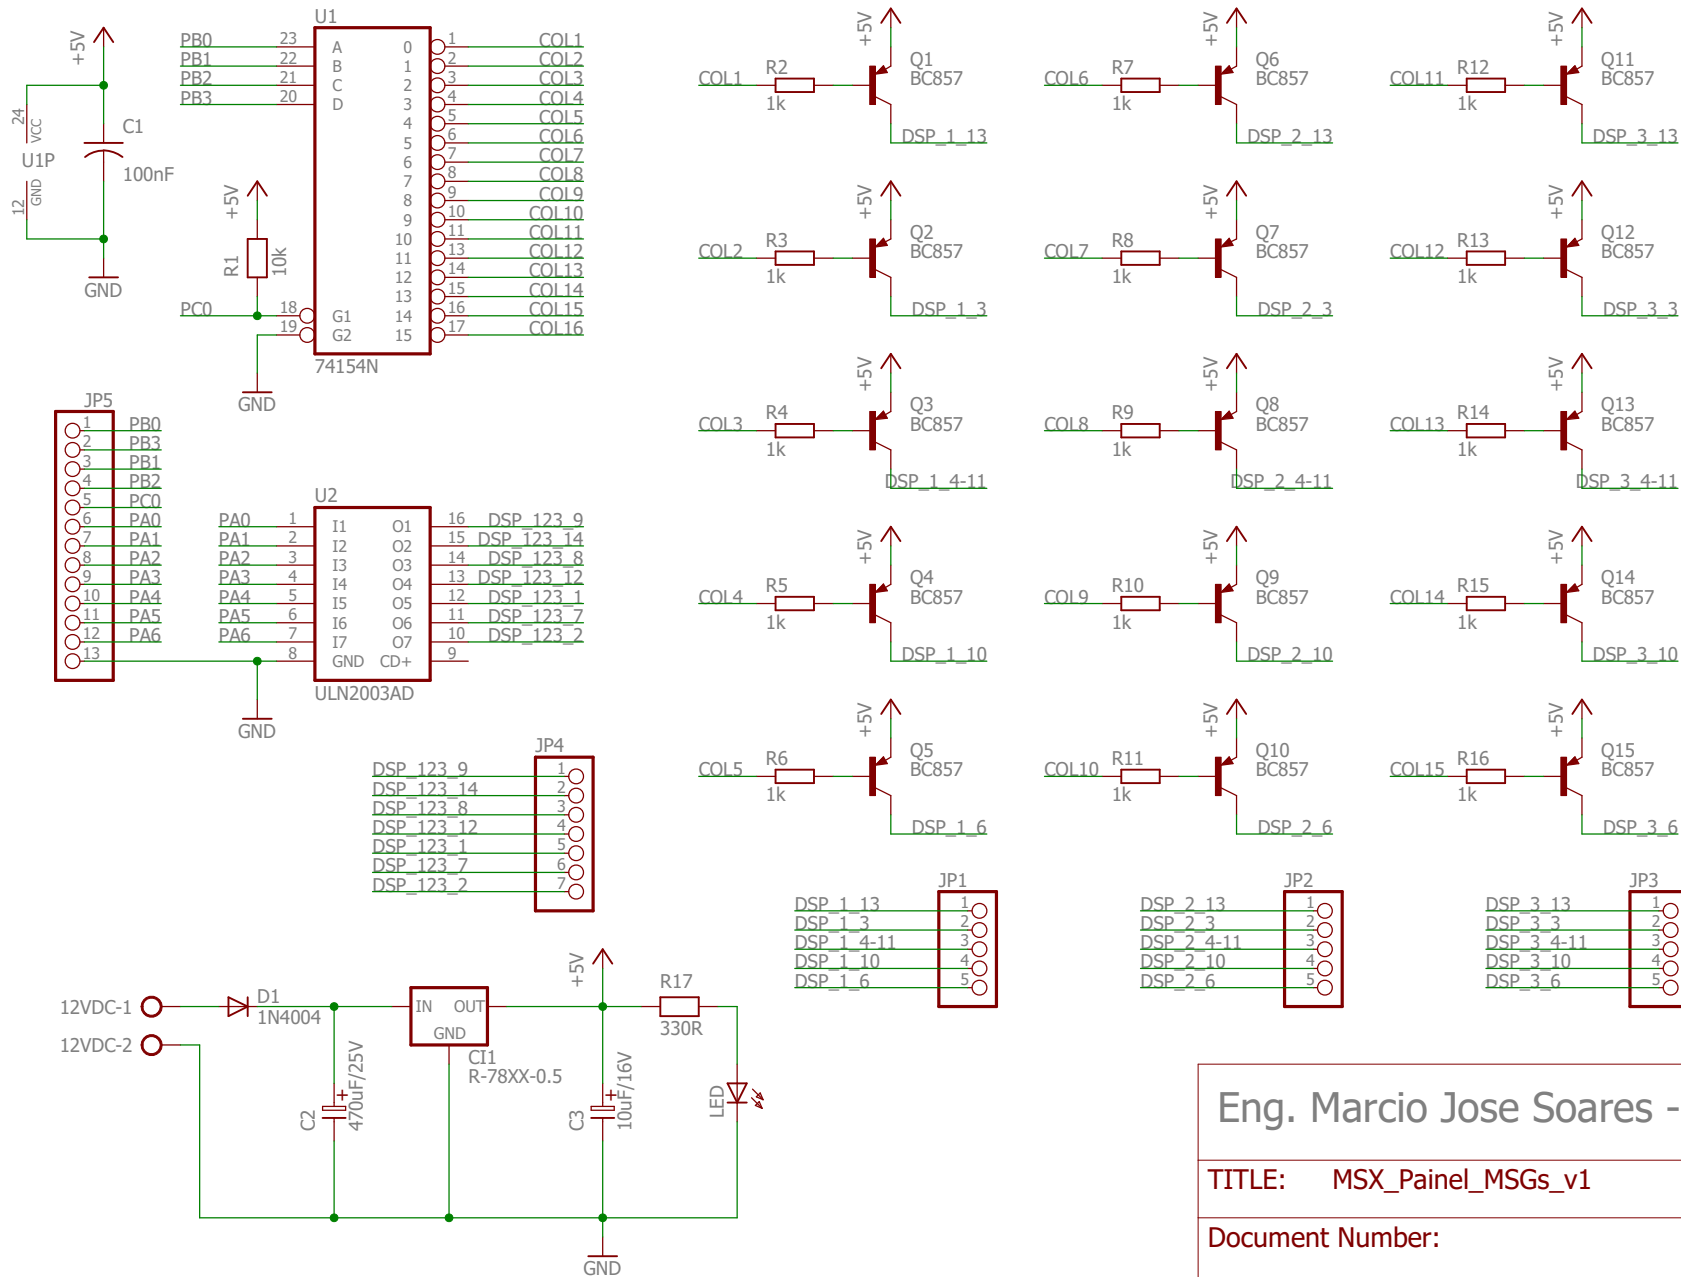 U1
+5V
PB0 23 A 0 1 COL1
PB1 22 B 1 2 COL2
PB2 21 C 2 3 COL3
PB3 20 D 3 4 COL4
4 5 COL5
5 6 COL6
6 7 COL7
7 8 COL8
8 9 COL9
9 10 COL10
10 11 COL11
11 13 COL12
12 14 COL13
13 15 COL14
PC0 18 G1 14 16 COL15
19 G2 15 17 COL16
74154N
24 VCC
U1P
12 GND
C1
100nF
GND
+5V
R1
10k
GND
JP5
1 PB0
2 PB3
3 PB1
4 PB2
5 PC0
6 PA0
7 PA1
8 PA2
9 PA3
10 PA4
11 PA5
12 PA6
13
U2
PA0 1 I1 O1 16 DSP_123_9
PA1 2 I2 O2 15 DSP_123_14
PA2 3 I3 O3 14 DSP_123_8
PA3 4 I4 O4 13 DSP_123_12
PA4 5 I5 O5 12 DSP_123_1
PA5 6 I6 O6 11 DSP_123_7
PA6 7 I7 O7 10 DSP_123_2
8 GND CD+ 9
ULN2003AD
GND
JP4
DSP_123_9 1
DSP_123_14 2
DSP_123_8 3
DSP_123_12 4
DSP_123_1 5
DSP_123_7 6
DSP_123_2 7
+5V
COL1 R2 1k Q1 BC857
DSP_1_13
+5V
COL6 R7 1k Q6 BC857
DSP_2_13
+5V
COL11 R12 1k Q11 BC857
DSP_3_13
+5V
COL2 R3 1k Q2 BC857
DSP_1_3
+5V
COL7 R8 1k Q7 BC857
DSP_2_3
+5V
COL12 R13 1k Q12 BC857
DSP_3_3
+5V
COL3 R4 1k Q3 BC857
DSP_1_4-11
+5V
COL8 R9 1k Q8 BC857
DSP_2_4-11
+5V
COL13 R14 1k Q13 BC857
DSP_3_4-11
+5V
COL4 R5 1k Q4 BC857
DSP_1_10
+5V
COL9 R10 1k Q9 BC857
DSP_2_10
+5V
COL14 R15 1k Q14 BC857
DSP_3_10
+5V
COL5 R6 1k Q5 BC857
DSP_1_6
+5V
COL10 R11 1k Q10 BC857
DSP_2_6
+5V
COL15 R16 1k Q15 BC857
DSP_3_6
JP1
DSP_1_13 1
DSP_1_3 2
DSP_1_4-11 3
DSP_1_10 4
DSP_1_6 5
JP2
DSP_2_13 1
DSP_2_3 2
DSP_2_4-11 3
DSP_2_10 4
DSP_2_6 5
JP3
DSP_3_13 1
DSP_3_3 2
DSP_3_4-11 3
DSP_3_10 4
DSP_3_6 5
12VDC-1
12VDC-2
D1
1N4004
C2
+
470uF/25V
IN OUT
GND
CI1
R-78XX-0.5
+5V
C3
+
10uF/16V
R17
330R
LED
GND
Eng. Marcio Jose Soares -
TITLE: MSX_Painel_MSGs_v1
Document Number: